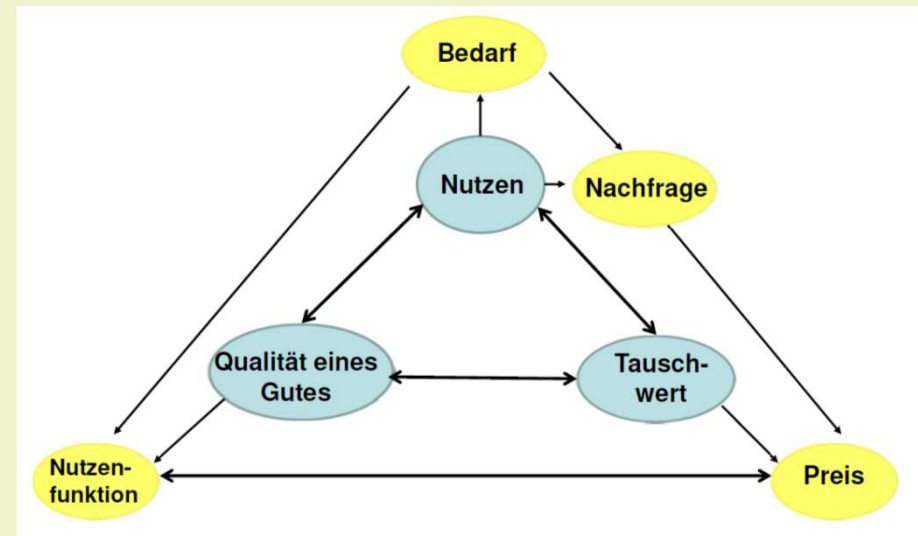 Bedarf
Nutzen
Nachfrage
Qualität eines
Gutes
Tausch-
wert
Nutzen-
funktion
Preis